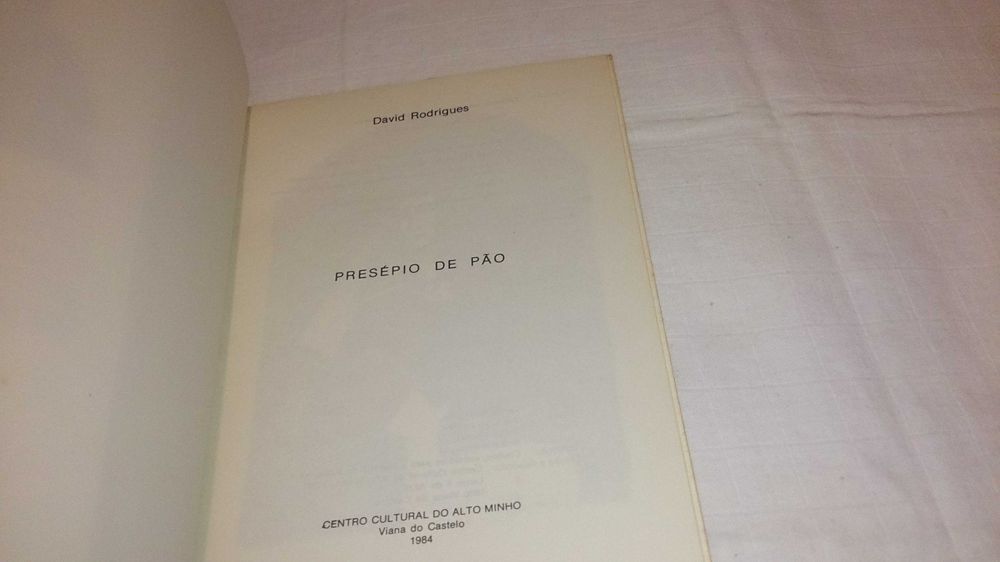 David Rodrigues
PRESÉPIO DE PÃO
CENTRO CULTURAL DO ALTO MINHO
Viana do Castelo
1984